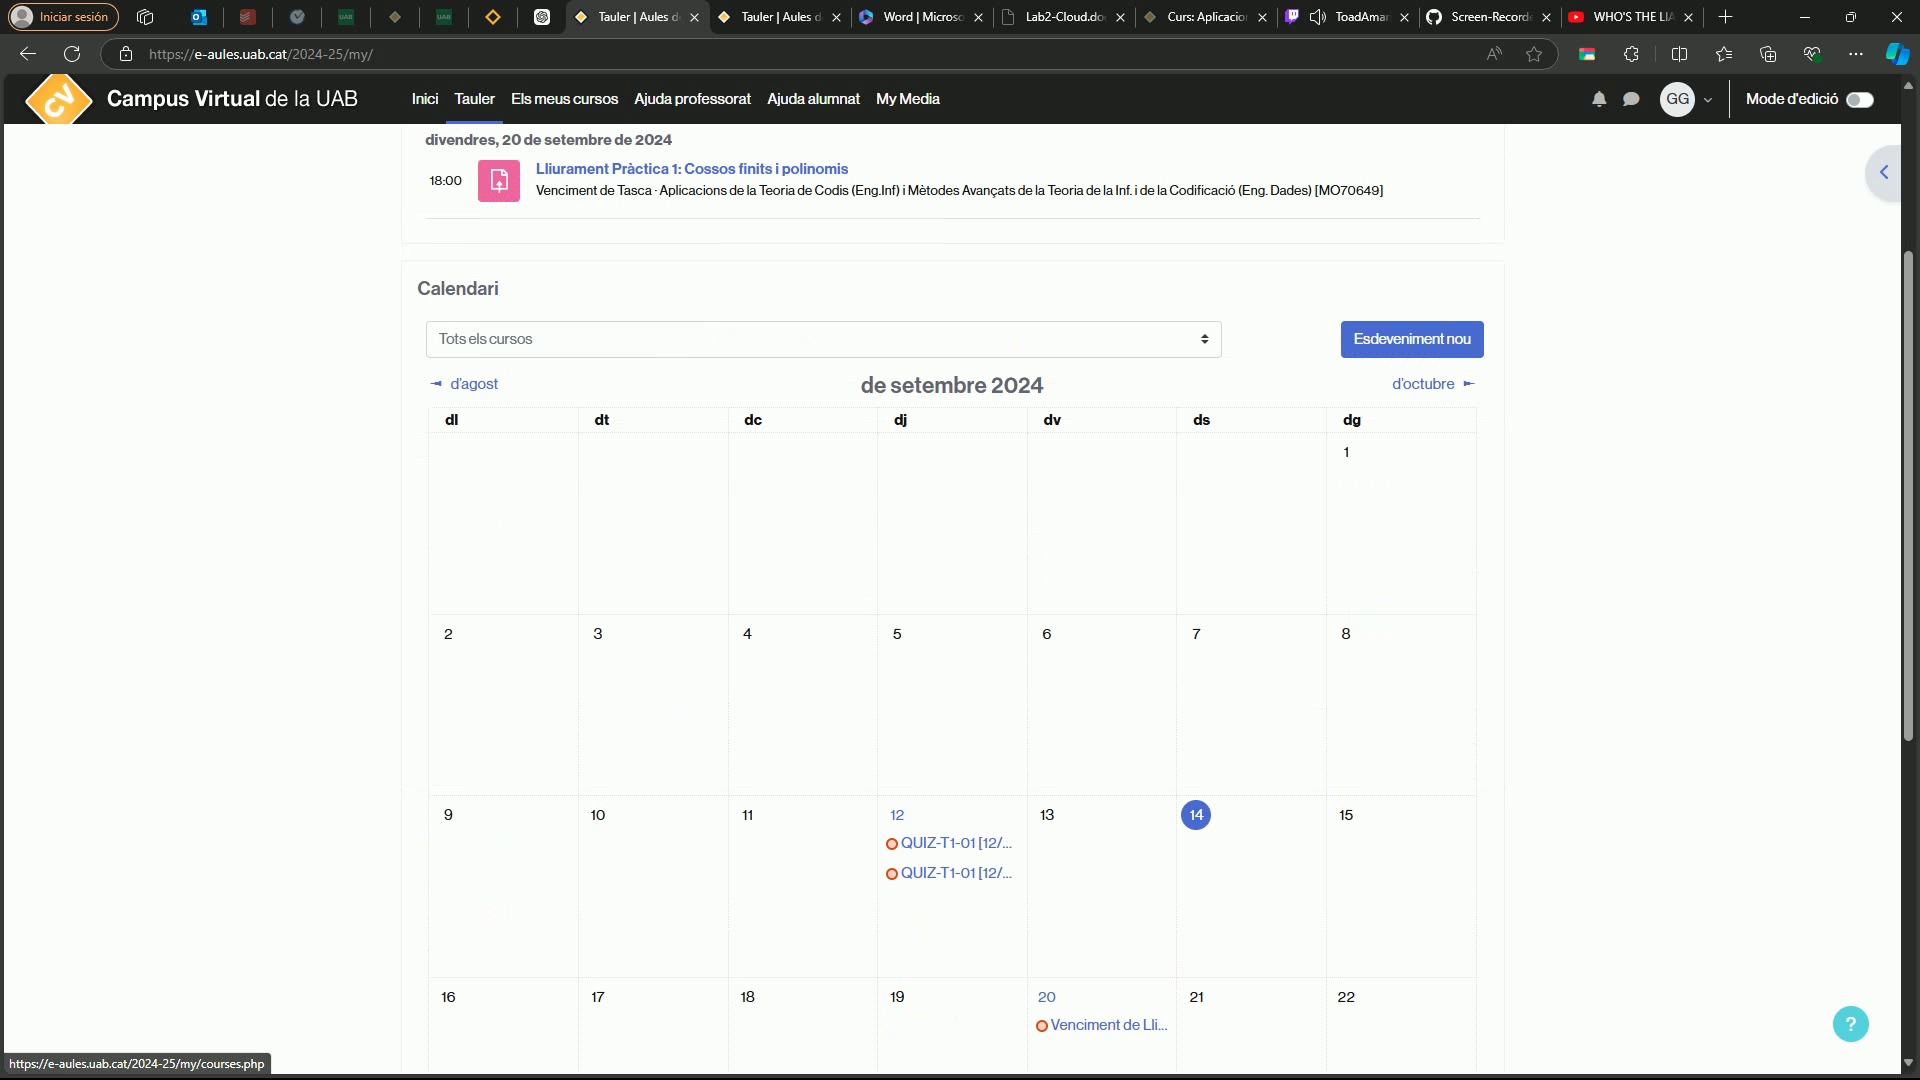 Iniciar sesión
Tauler | Aules d
Tauler | Aules d
Word | Microso
Lab2-Cloud.do
Curs: Aplicacio
ToadAmar
Screen-Record
WHO'S THE LIA
https://e-aules.uab.cat/2024-25/my/
Campus Virtual de la UAB
Inici
Tauler
Els meus cursos
Ajuda professorat
Ajuda alumnat
My Media
GG
Mode d'edició
divendres, 20 de setembre de 2024
18:00
Lliurament Pràctica 1: Cossos finits i polinomis
Venciment de Tasca · Aplicacions de la Teoria de Codis (Eng.Inf) i Mètodes Avançats de la Teoria de la Inf. i de la Codificació (Eng. Dades) [MO70649]
Calendari
Tots els cursos
Esdeveniment nou
◄ d'agost
de setembre 2024
d'octubre ►
dl dt dc dj dv ds dg
1
2 3 4 5 6 7 8
9 10 11 12 13 14 15
QUIZ-T1-01 [12/...
QUIZ-T1-01 [12/...
16 17 18 19 20 21 22
Venciment de Lli...
?
https://e-aules.uab.cat/2024-25/my/courses.php